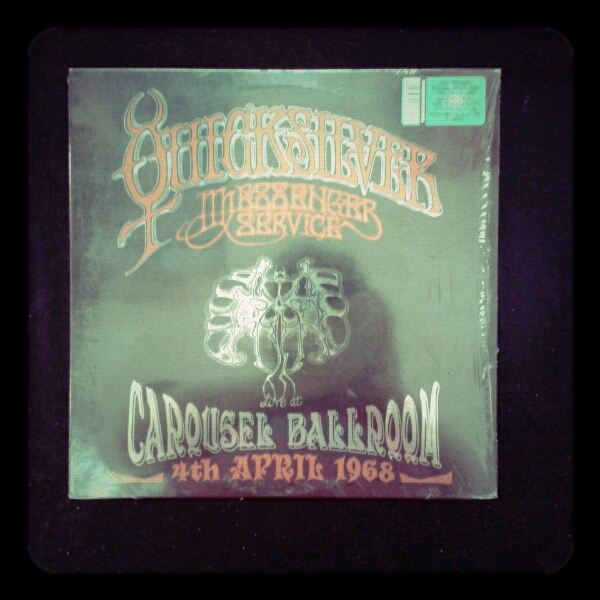 QUICKSILVER
MESSENGER
SERVICE
Live at
CAROUSEL BALLROOM
4th APRIL 1968